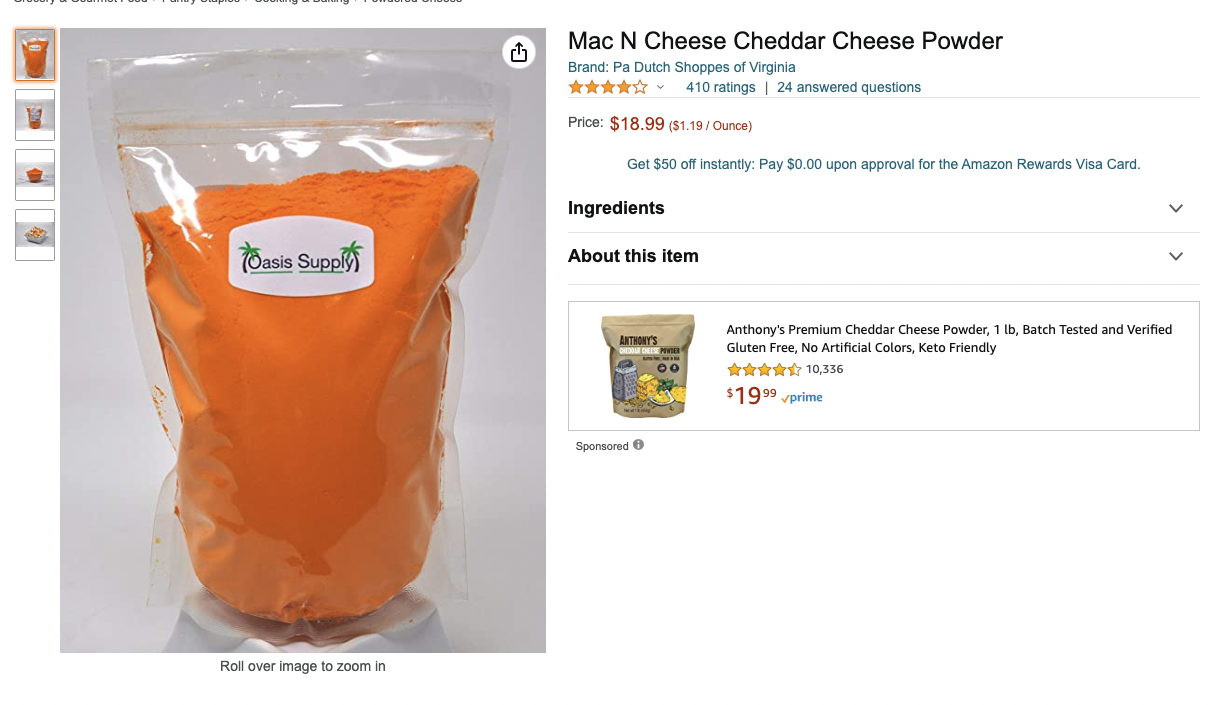 Grocery & Gourmet Food › Pantry Staples › Cooking & Baking › Powdered Cheese
Mac N Cheese Cheddar Cheese Powder
Brand: Pa Dutch Shoppes of Virginia
410 ratings | 24 answered questions
Price: $18.99 ($1.19 / Ounce)
Get $50 off instantly: Pay $0.00 upon approval for the Amazon Rewards Visa Card.
Ingredients
About this item
Oasis Supply
ANTHONY'S
CHEDDAR CHEESE POWDER
Anthony's Premium Cheddar Cheese Powder, 1 lb, Batch Tested and Verified
Gluten Free, No Artificial Colors, Keto Friendly
10,336
$19 99 prime
Sponsored
Roll over image to zoom in